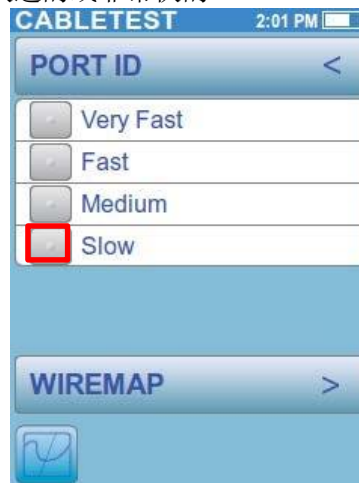 CABLETEST 2:01 PM
PORT ID <
Very Fast
Fast
Medium
Slow
WIREMAP >